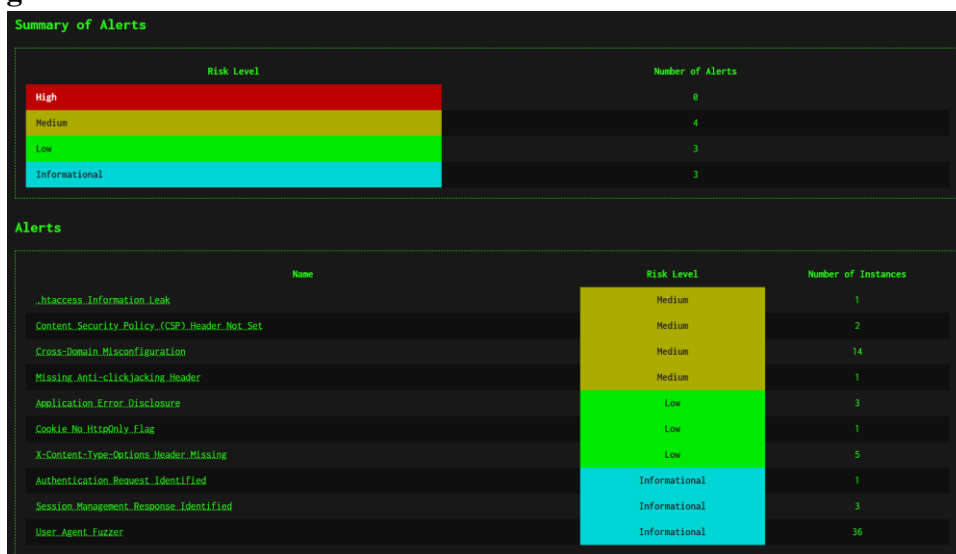 Summary of Alerts
Risk Level Number of Alerts
High 0
Medium 4
Low 3
Informational 3
Alerts
Name Risk Level Number of Instances
.htaccess Information Leak Medium 1
Content Security Policy (CSP) Header Not Set Medium 2
Cross-Domain Misconfiguration Medium 14
Missing Anti-clickjacking Header Medium 1
Application Error Disclosure Low 3
Cookie No HttpOnly Flag Low 1
X-Content-Type-Options Header Missing Low 5
Authentication Request Identified Informational 1
Session Management Response Identified Informational 3
User Agent Fuzzer Informational 36